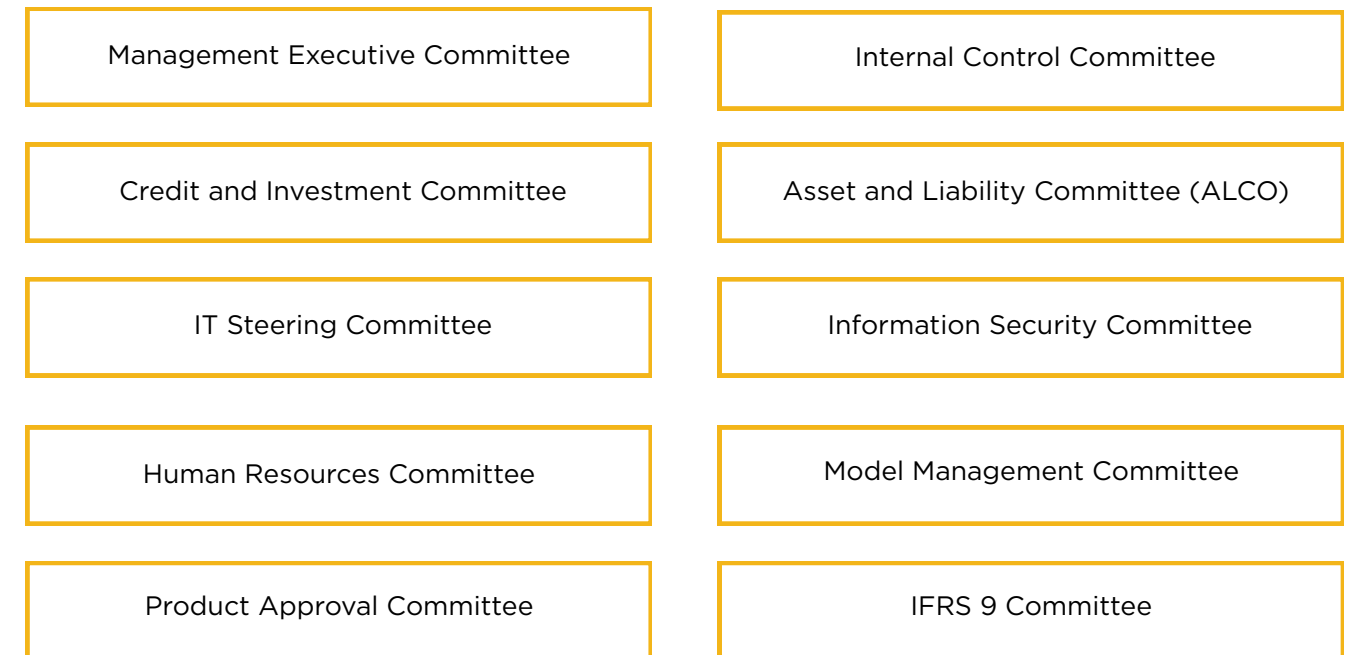 Management Executive Committee
Internal Control Committee
Credit and Investment Committee
Asset and Liability Committee (ALCO)
IT Steering Committee
Information Security Committee
Human Resources Committee
Model Management Committee
Product Approval Committee
IFRS 9 Committee